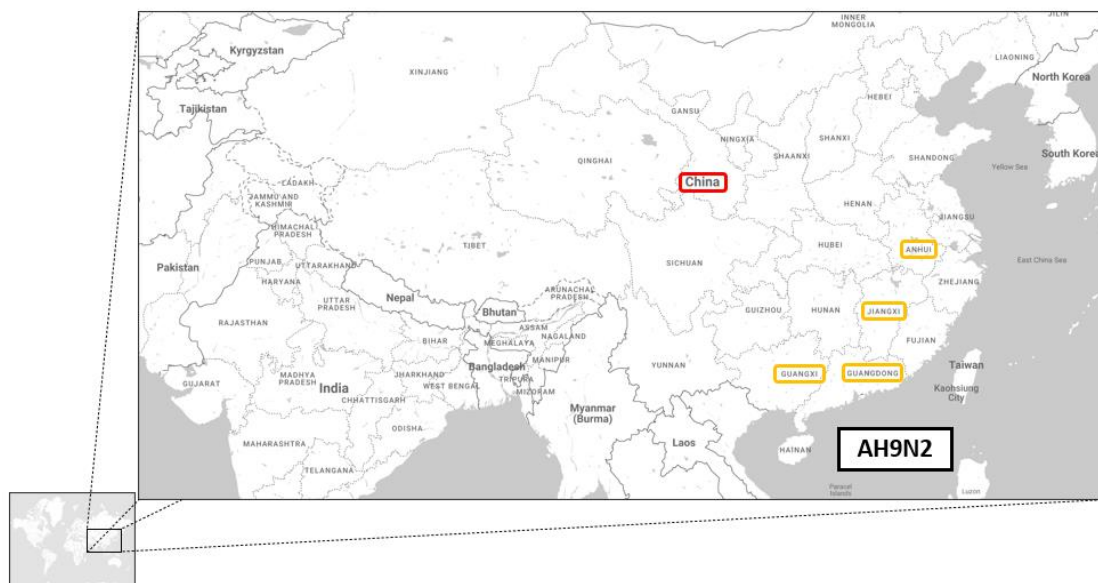 INNER
MONGOLIA
JILIN
Kyrgyzstan
LIAONING
XINJIANG
North Korea
HEBEI
Tajikistan
GANSU
NINGXIA
SHANXI
SHAANXI
QINGHAI
SHANDONG
Yellow Sea
South Korea
China
LADAKH
JAMMU AND
KASHMIR
HENAN
JIANGSU
HIMACHAL
PRADESH
TIBET
HUBEI
ANHUI
East China Sea
PUNJAB
UTTARAKHAND
SICHUAN
Pakistan
HARYANA
ZHEJIANG
Nepal
ARUNACHAL
PRADESH
UTTAR
PRADESH
Bhutan
GUIZHOU
HUNAN
JIANGXI
RAJASTHAN
ASSAM
NAGALAND
BIHAR
MEGHALAYA
FUJIAN
MANIPUR
Bangladesh
YUNNAN
Taiwan
GUANGXI
GUANGDONG
GUJARAT
MADHYA
PRADESH
India
JHARKHAND
WEST BENGAL
TRIPURA
MIZORAM
Kaohsiung
City
CHHATTISGARH
Myanmar
(Burma)
ODISHA
MAHARASHTRA
Laos
HAINAN
AH9N2
TELANGANA
Paracel
Islands
Luzon